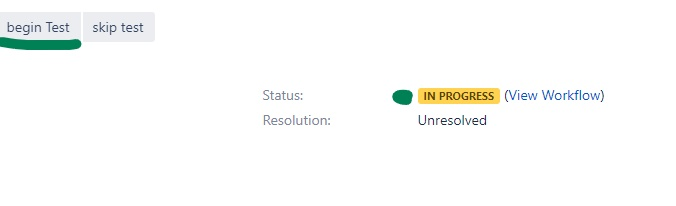 begin Test skip test
Status: IN PROGRESS (View Workflow)
Resolution: Unresolved